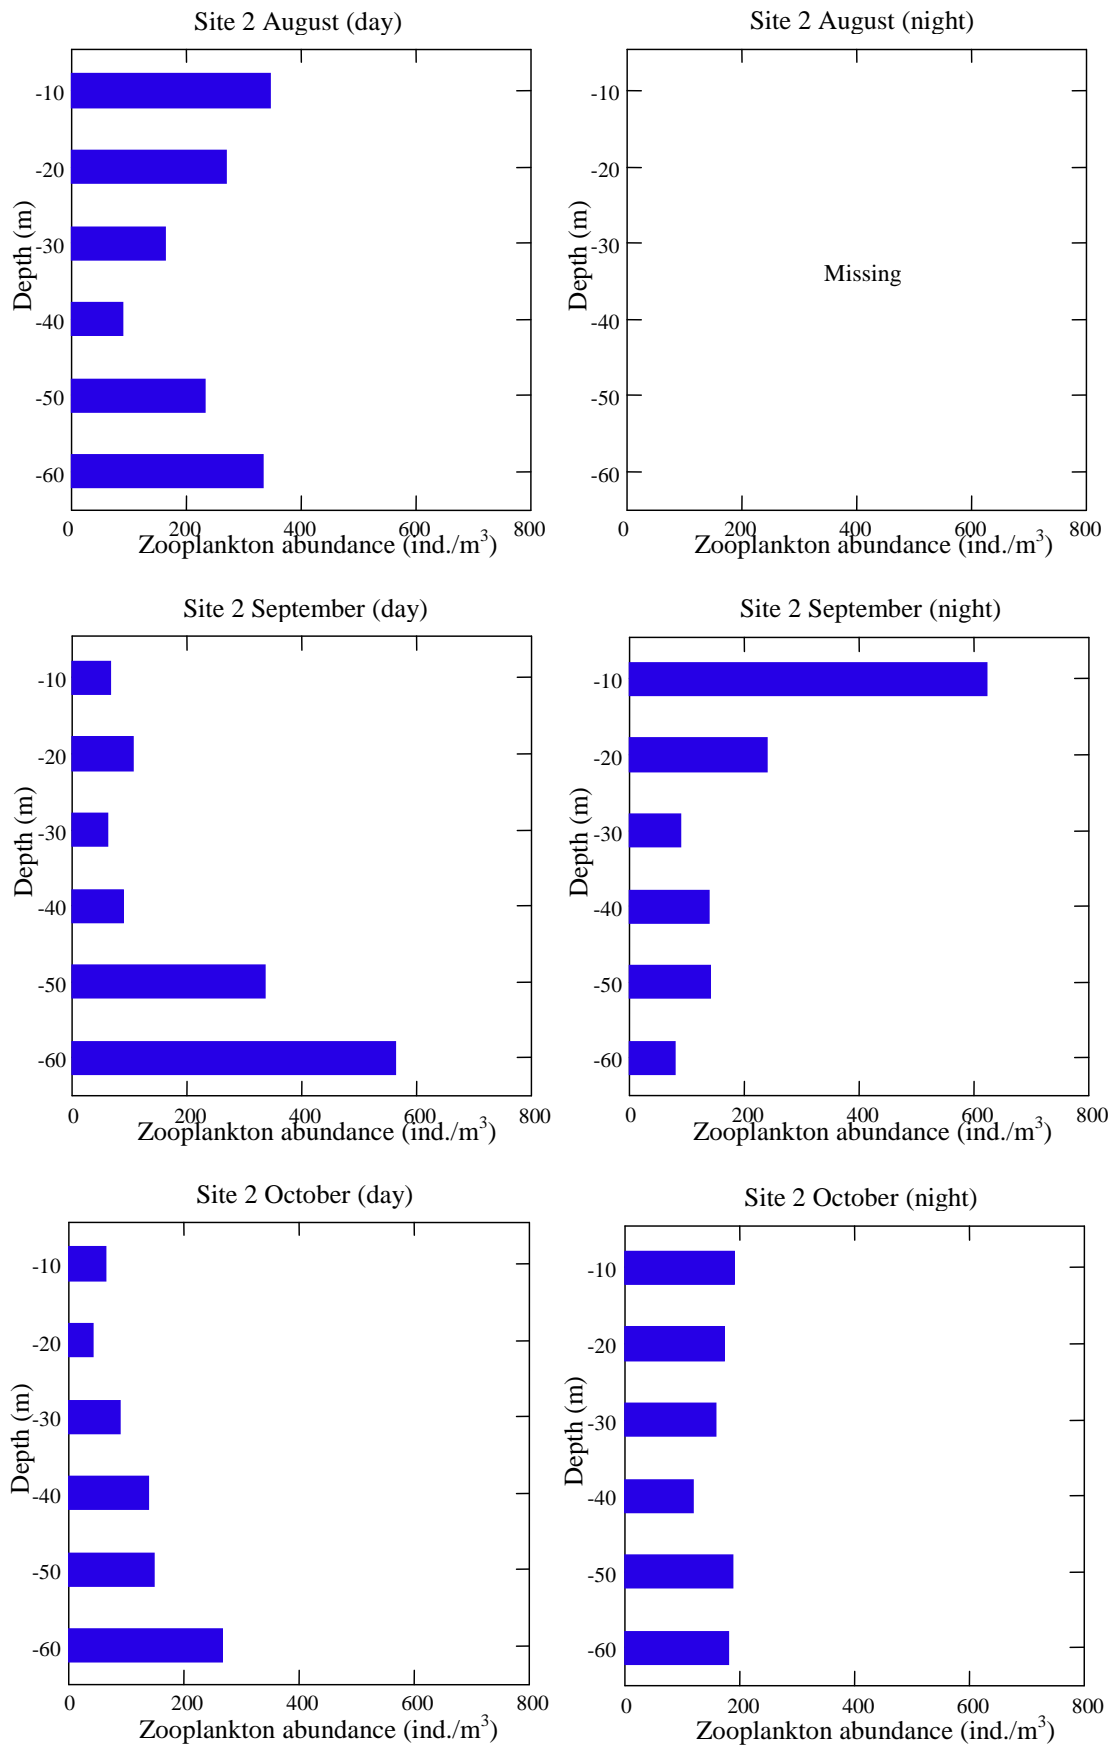 Site 2 August (day)
Depth (m)
-10
-20
-30
-40
-50
-60
0 200 400 600 800
Zooplankton abundance (ind./m³)
Site 2 August (night)
Depth (m)
-10
-20
-30
Missing
-40
-50
-60
0 200 400 600 800
Zooplankton abundance (ind./m³)
Site 2 September (day)
Depth (m)
-10
-20
-30
-40
-50
-60
0 200 400 600 800
Zooplankton abundance (ind./m³)
Site 2 September (night)
Depth (m)
-10
-20
-30
-40
-50
-60
0 200 400 600 800
Zooplankton abundance (ind./m³)
Site 2 October (day)
Depth (m)
-10
-20
-30
-40
-50
-60
0 200 400 600 800
Zooplankton abundance (ind./m³)
Site 2 October (night)
Depth (m)
-10
-20
-30
-40
-50
-60
0 200 400 600 800
Zooplankton abundance (ind./m³)